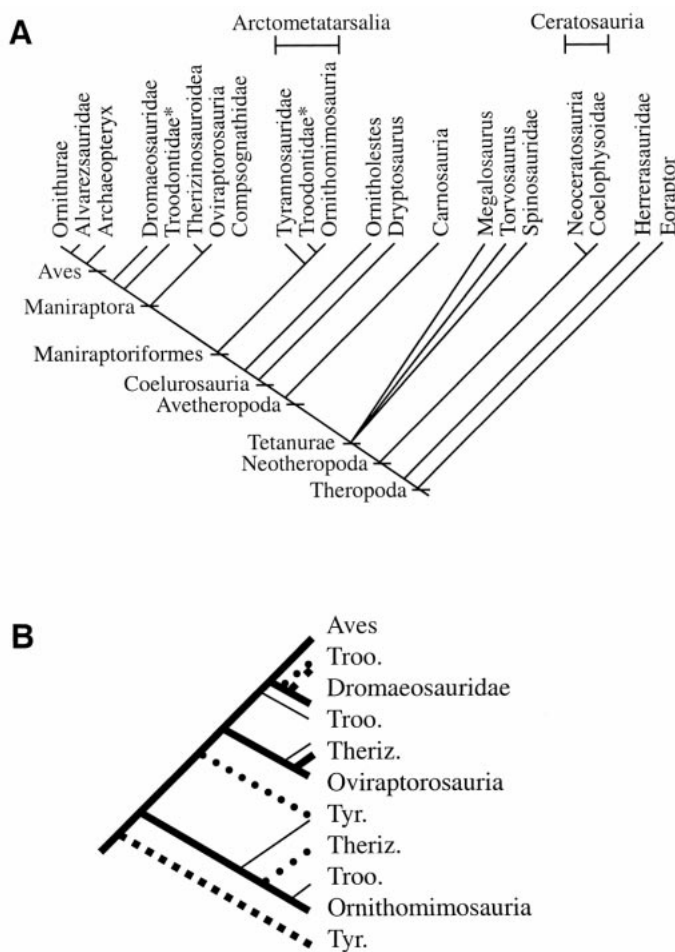 A
Arctometatarsalia
Ceratosauria
Ornithurae
Alvarezsauridae
Archaeopteryx
Dromaeosauridae
Troodontidae*
Therizinosauroidea
Oviraptorosauria
Compsognathidae
Tyrannosauridae
Troodontidae*
Ornithomimosauria
Ornitholestes
Dryptosaurus
Carnosauria
Megalosaurus
Torvosaurus
Spinosauridae
Neoceratosauria
Coelophysoidae
Herrerasauridae
Eoraptor
Aves
Maniraptora
Maniraptoriformes
Coelurosauria
Avetheropoda
Tetanurae
Neotheropoda
Theropoda
B
Aves
Troo.
Dromaeosauridae
Troo.
Theriz.
Oviraptorosauria
Tyr.
Theriz.
Troo.
Ornithomimosauria
Tyr.